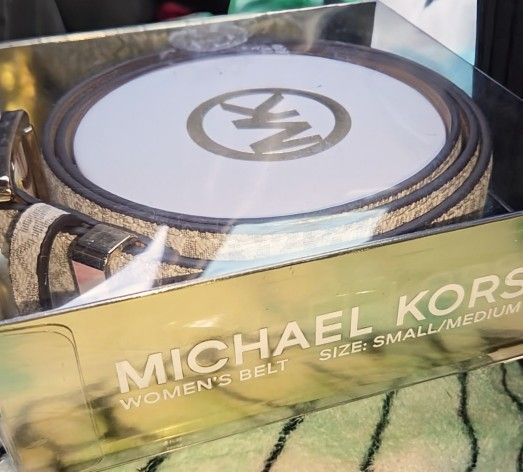 MK
MICHAEL KORS
WOMEN'S BELT SIZE: SMALL/MEDIUM